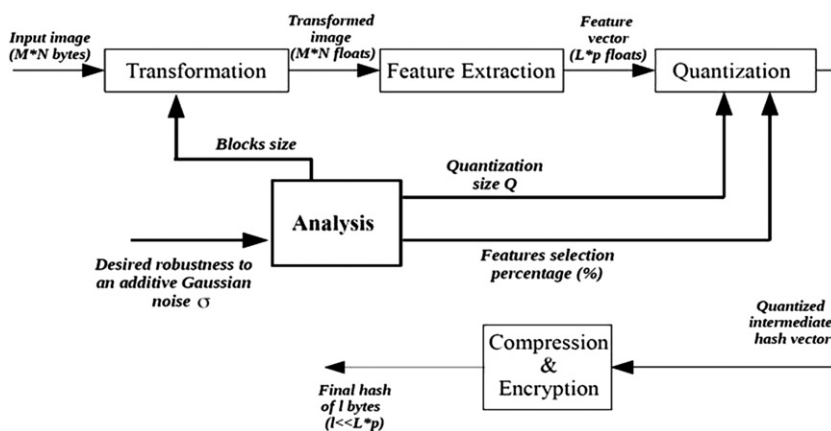 Input image
(M*N bytes)
Transformation
Transformed
image
(M*N floats)
Feature Extraction
Feature
vector
(L*p floats)
Quantization
Blocks size
Quantization
size Q
Analysis
Desired robustness to
an additive Gaussian
noise σ
Features selection
percentage (%)
Quantized
intermediate
hash vector
Compression
&
Encryption
Final hash
of l bytes
(l<<L*p)